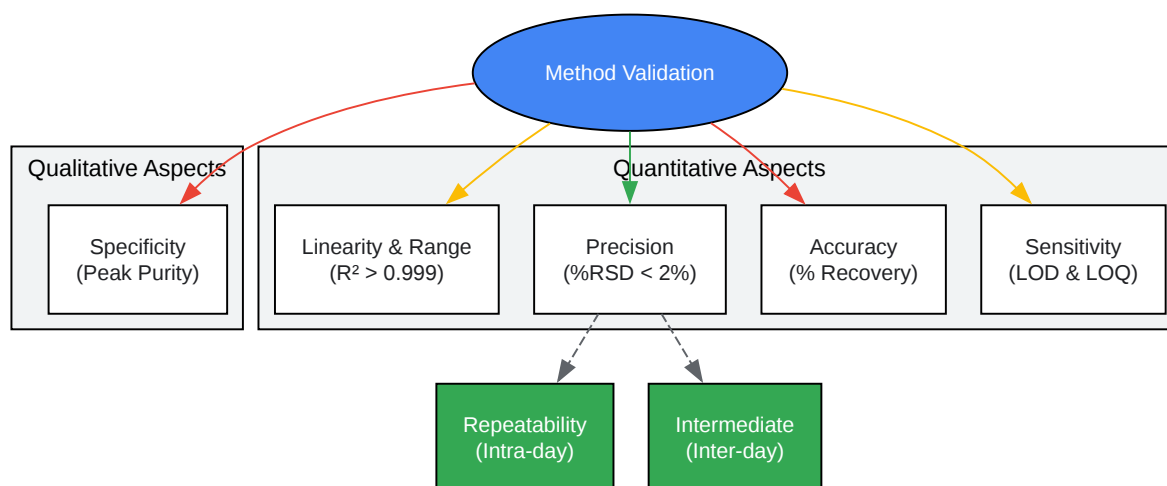 Method Validation
Qualitative Aspects
Quantitative Aspects
Specificity
(Peak Purity)
Linearity & Range
(R² > 0.999)
Precision
(%RSD < 2%)
Accuracy
(% Recovery)
Sensitivity
(LOD & LOQ)
Repeatability
(Intra-day)
Intermediate
(Inter-day)